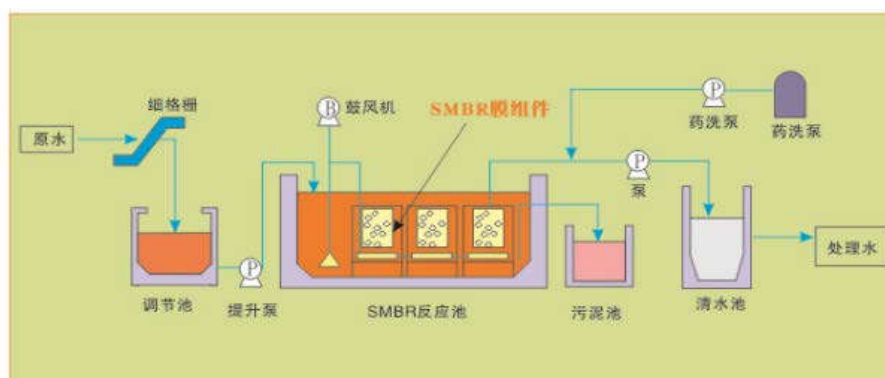 细格栅
原水
B
鼓风机
SMBR膜组件
P
药洗泵
药洗泵
P
泵
处理水
调节池
P
提升泵
SMBR反应池
污泥池
清水池